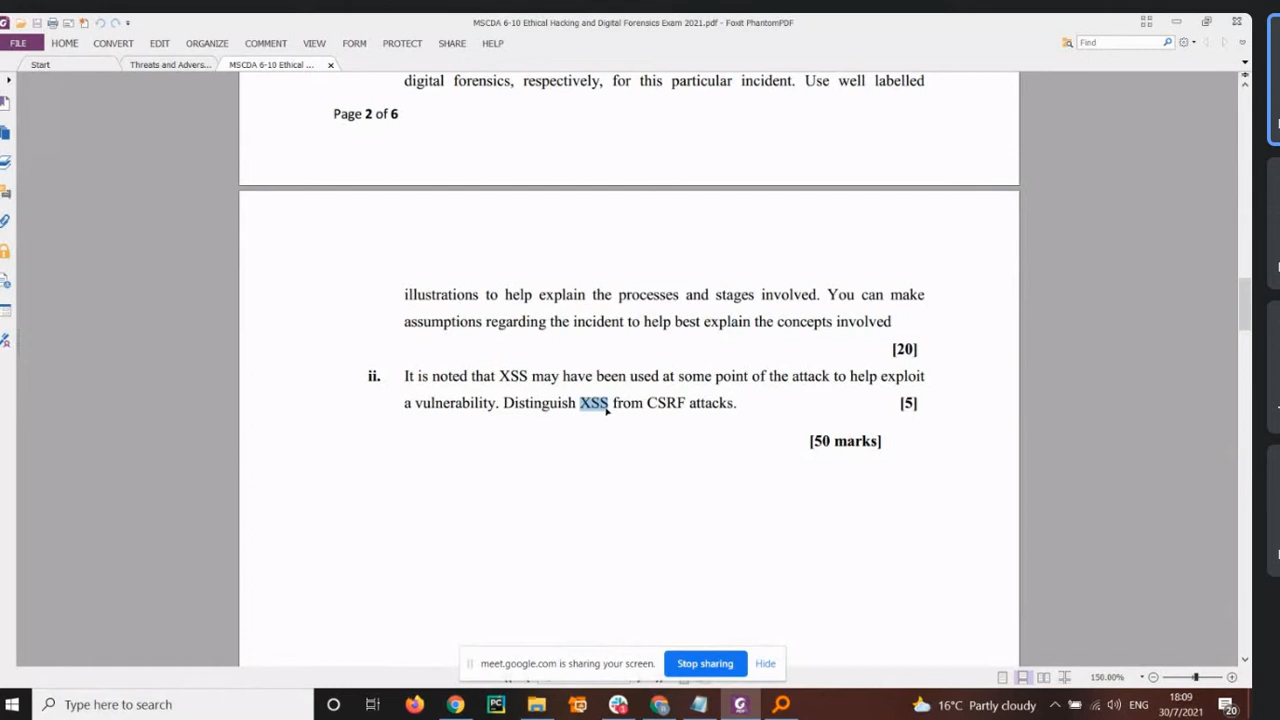 MSCDA 6-10 Ethical Hacking and Digital Forensics Exam 2021.pdf - Foxit PhantomPDF
FILE HOME CONVERT EDIT ORGANIZE COMMENT VIEW FORM PROTECT SHARE HELP
Find
Start Threats and Advers... MSCDA 6-10 Ethical ...
digital forensics, respectively, for this particular incident. Use well labelled
Page 2 of 6
illustrations to help explain the processes and stages involved. You can make
assumptions regarding the incident to help best explain the concepts involved
[20]
ii. It is noted that XSS may have been used at some point of the attack to help exploit
a vulnerability. Distinguish XSS from CSRF attacks. [5]
[50 marks]
meet.google.com is sharing your screen. Stop sharing Hide
150.00%
Type here to search
PC
16°C Partly cloudy
ENG
18:09
30/7/2021
20